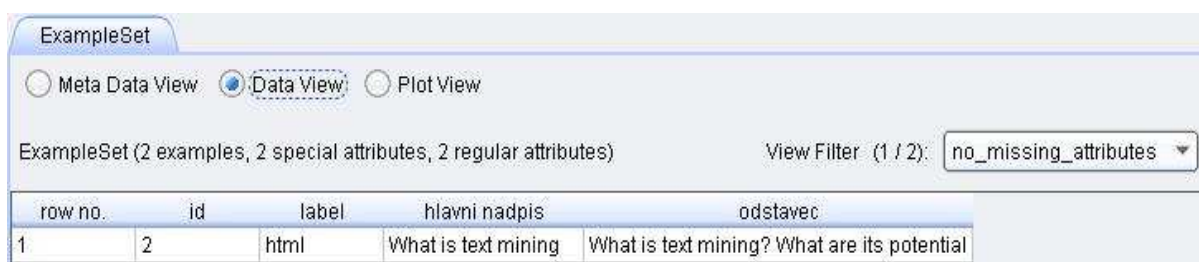 ExampleSet
Meta Data View Data View Plot View
ExampleSet (2 examples, 2 special attributes, 2 regular attributes) View Filter (1 / 2): no_missing_attributes
row no. id label hlavni nadpis odstavec
1 2 html What is text mining What is text mining? What are its potential